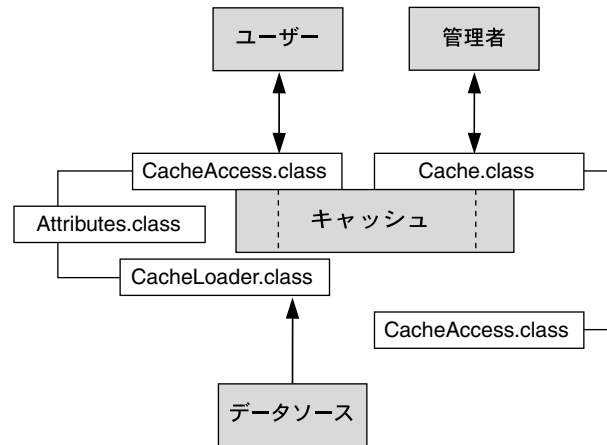 ユーザー
管理者
CacheAccess.class
Cache.class
Attributes.class
キャッシュ
CacheLoader.class
CacheAccess.class
データソース